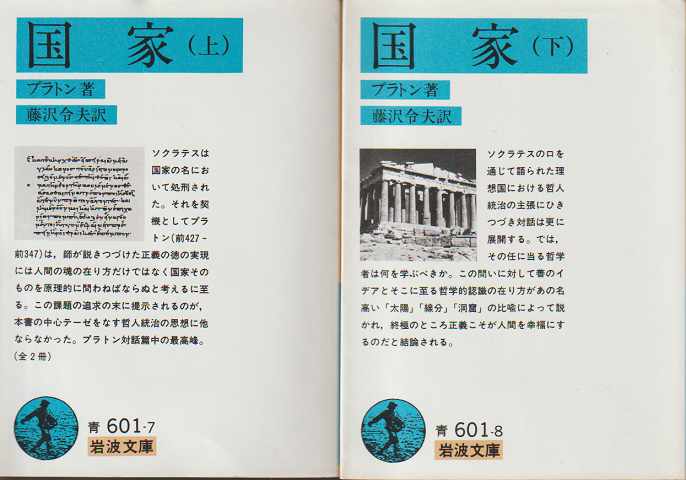 国家(上)
プラトン著
藤沢令夫訳
ソクラテスは
国家の名にお
いて処刑され
た。それを契
機としてプラ
トン(前427-
前347)は、師が説きつづけた正義の徳の実現
には人間の魂の在り方だけではなく国家その
ものを原理的に問わねばならぬと考えるに至
る。この課題の追求の末に提示されるのが,
本書の中心テーゼをなす哲人統治の思想に他
ならなかった。プラトン対話篇中の最高峰。
(全2冊)
青 601-7
岩波文庫
国家(下)
プラトン著
藤沢令夫訳
ソクラテスの口を
通じて語られた理
想国における哲人
統治の主張にひき
つづき対話は更に
展開する。では,
その任に当る哲学
者は何を学ぶべきか。この問いに対して善のイ
デアとそこに至る哲学的認識の在り方があの名
高い「太陽」「線分」「洞窟」の比喩によって説
かれ,終極のところ正義こそが人間を幸福にす
るのだと結論される。
青 601-8
岩波文庫